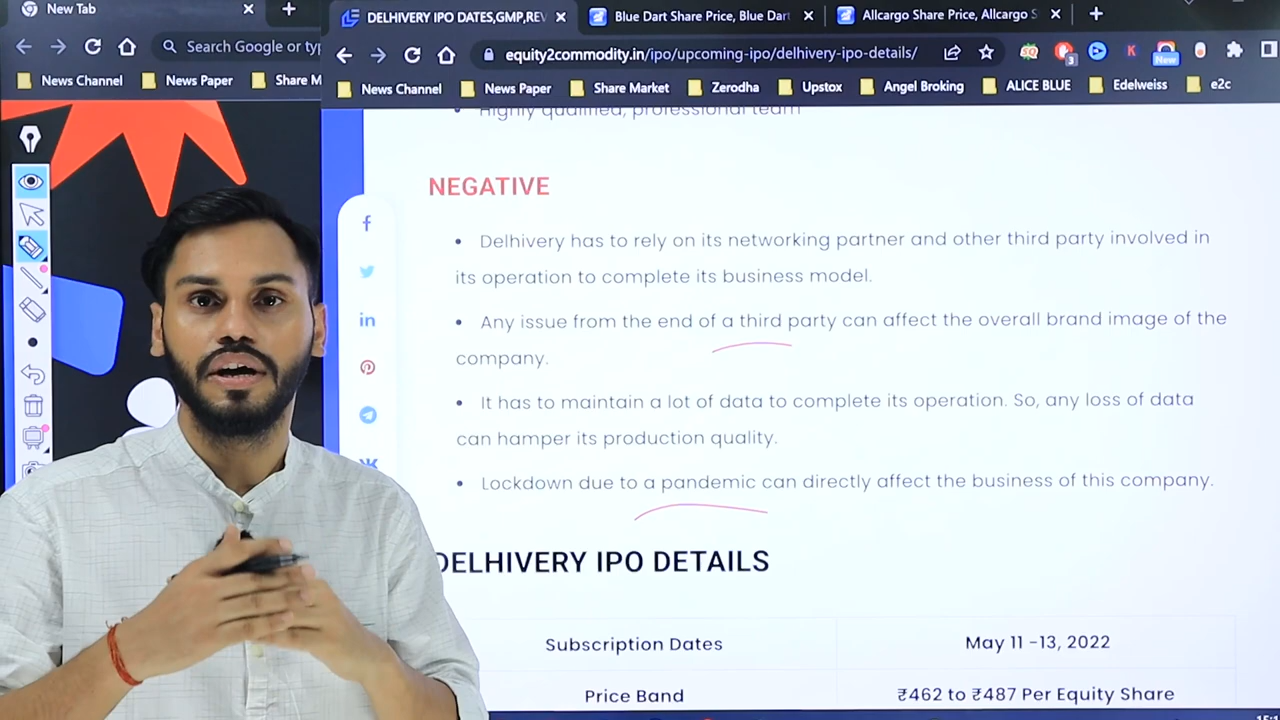 New Tab
DELHIVERY IPO DATES,GMP,REV
Blue Dart Share Price, Blue Dart
Allcargo Share Price, Allcargo S
Search Google or typ
equity2commodity.in/ipo/upcoming-ipo/delhivery-ipo-details/
3
New
News Channel
News Paper
Share M
News Channel
News Paper
Share Market
Zerodha
Upstox
Angel Broking
ALICE BLUE
Edelweiss
e2c
Highly qualified, professional team
NEGATIVE
• Delhivery has to rely on its networking partner and other third party involved in
its operation to complete its business model.
• Any issue from the end of a third party can affect the overall brand image of the
company.
• It has to maintain a lot of data to complete its operation. So, any loss of data
can hamper its production quality.
• Lockdown due to a pandemic can directly affect the business of this company.
DELHIVERY IPO DETAILS
Subscription Dates
May 11 -13, 2022
Price Band
₹462 to ₹487 Per Equity Share